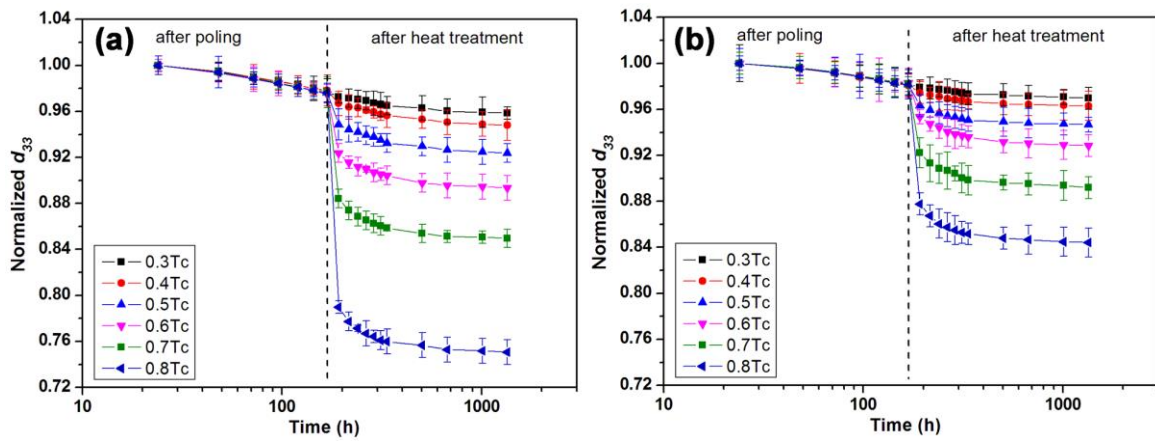 (a)
after poling
after heat treatment
Normalized d33
1.04
1.00
0.96
0.92
0.88
0.84
0.80
0.76
0.72
0.3Tc
0.4Tc
0.5Tc
0.6Tc
0.7Tc
0.8Tc
10
100
1000
Time (h)
(b)
after poling
after heat treatment
Normalized d33
1.04
1.00
0.96
0.92
0.88
0.84
0.80
0.76
0.72
0.3Tc
0.4Tc
0.5Tc
0.6Tc
0.7Tc
0.8Tc
10
100
1000
Time (h)